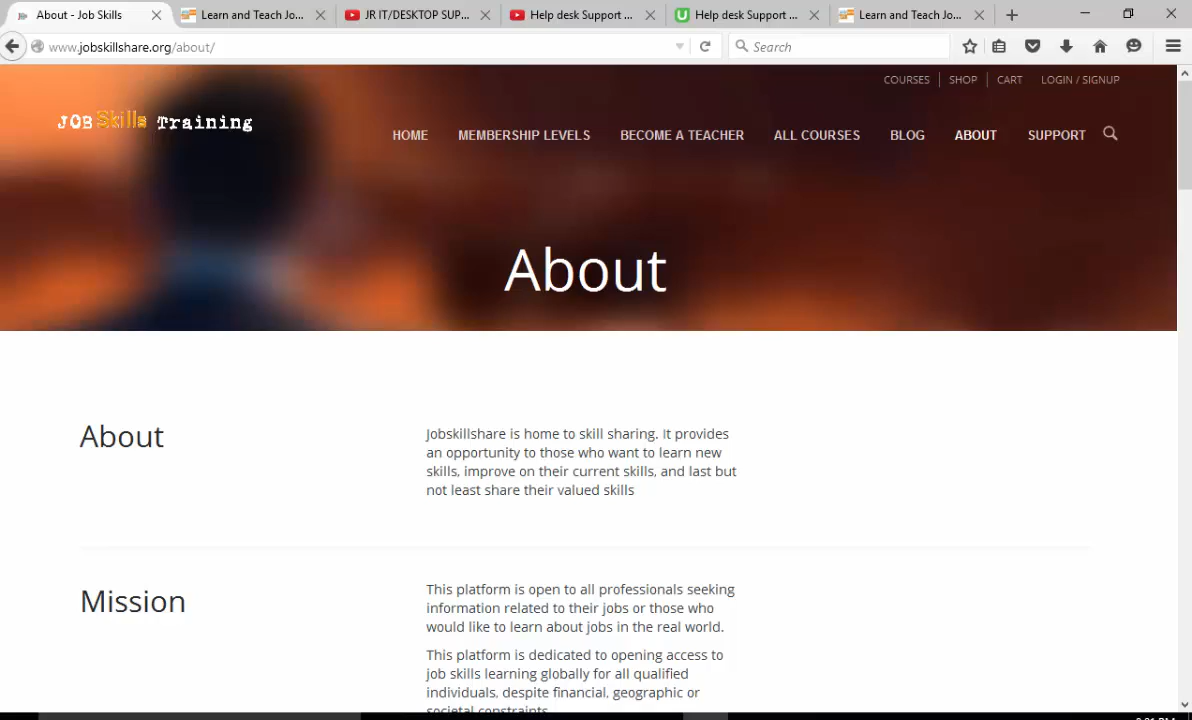 About - Job Skills
Learn and Teach Jo...
JR IT/DESKTOP SUP...
Help desk Support ...
Help desk Support ...
Learn and Teach Jo...
www.jobskillshare.org/about/
Search
COURSES
SHOP
CART
LOGIN / SIGNUP
JOB Skills Training
HOME
MEMBERSHIP LEVELS
BECOME A TEACHER
ALL COURSES
BLOG
ABOUT
SUPPORT
About
About
Jobskillshare is home to skill sharing. It provides
an opportunity to those who want to learn new
skills, improve on their current skills, and last but
not least share their valued skills
Mission
This platform is open to all professionals seeking
information related to their jobs or those who
would like to learn about jobs in the real world.
This platform is dedicated to opening access to
job skills learning globally for all qualified
individuals, despite financial, geographic or
societal constraints